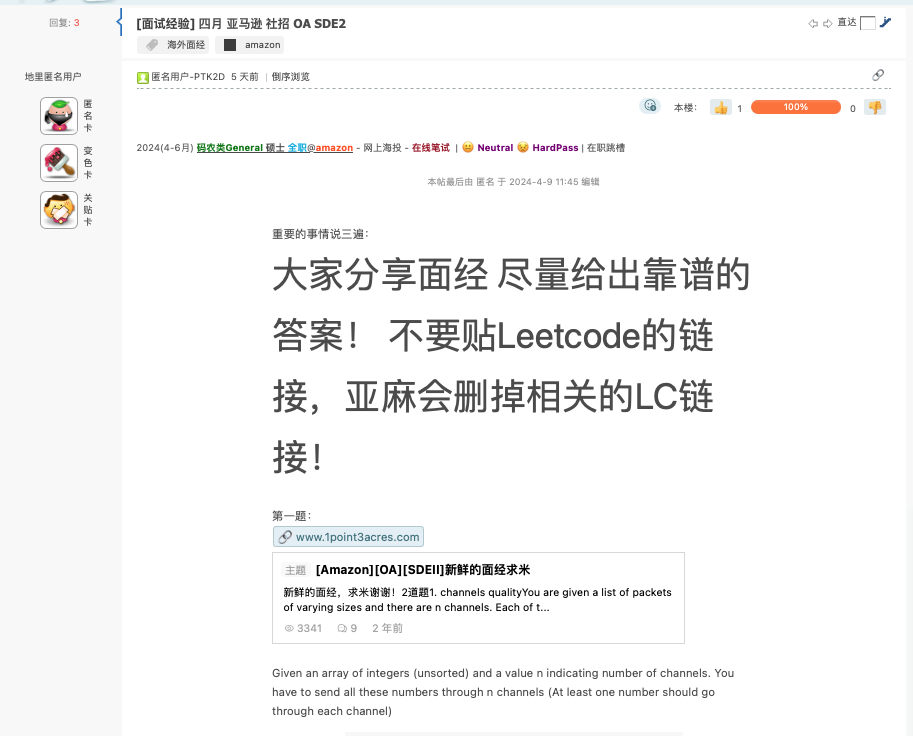 回复: 3
[面试经验] 四月 亚马逊 社招 OA SDE2
直达
海外面经 amazon
地里匿名用户
匿名用户-PTK2D 5 天前 | 倒序浏览
匿名卡
变色卡
关贴卡
本楼: 1 100% 0
2024(4-6月) 码农类General 硕士 全职@amazon - 网上海投 - 在线笔试 | Neutral HardPass | 在职跳槽
本帖最后由 匿名 于 2024-4-9 11:45 编辑
重要的事情说三遍：
大家分享面经 尽量给出靠谱的
答案！ 不要贴Leetcode的链
接，亚麻会删掉相关的LC链
接！
第一题：
www.1point3acres.com
主题 [Amazon][OA][SDEII]新鲜的面经求米
新鲜的面经，求米谢谢！2道题1. channels qualityYou are given a list of packets
of varying sizes and there are n channels. Each of t...
3341 9 2 年前
Given an array of integers (unsorted) and a value n indicating number of channels. You
have to send all these numbers through n channels (At least one number should go
through each channel)